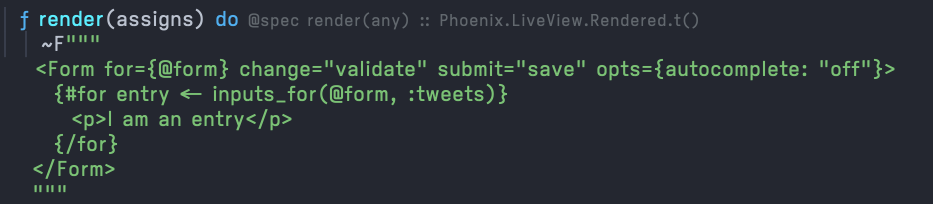 ƒ render(assigns) do @spec render(any) :: Phoenix.LiveView.Rendered.t()
~F"""
<Form for={@form} change="validate" submit="save" opts={autocomplete: "off"}>
{#for entry <- inputs_for(@form, :tweets)}
<p>I am an entry</p>
{/for}
</Form>
"""